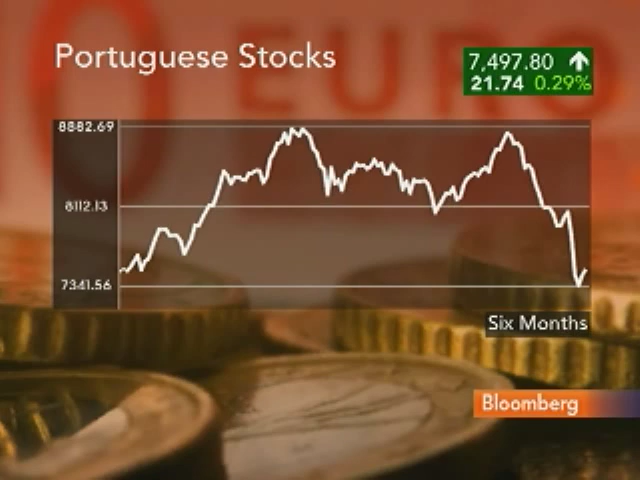 Portuguese Stocks
7,497.80
21.74 0.29%
8882.69
8112.13
7341.56
Six Months
Bloomberg
EURO